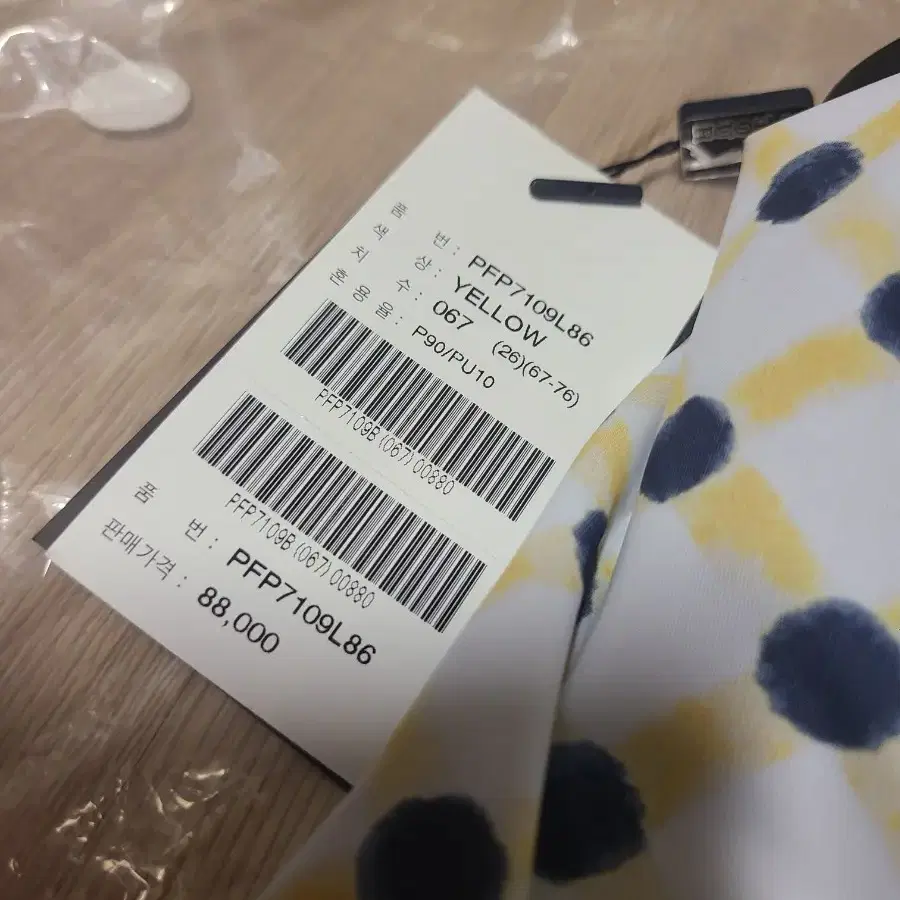 품 번 : PFP7109L86
색 상 : YELLOW
치 수 : 067 (26)(67-76)
혼 용 율 : P90/PU10
PFP7109B (067) 00880
PFP7109B (067) 00880
품 번 : PFP7109L86
판매가격 : 88,000